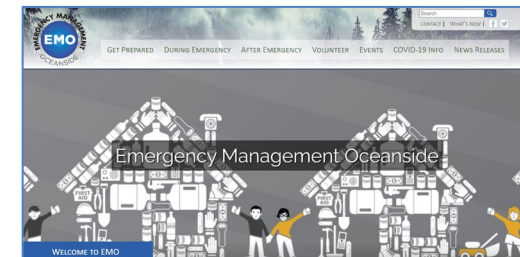 EMERGENCY MANAGEMENT
EMO
OCEANSIDE
Search
CONTACT | WHAT'S NEW |
GET PREPARED DURING EMERGENCY AFTER EMERGENCY VOLUNTEER EVENTS COVID-19 INFO NEWS RELEASES
Emergency Management Oceanside
FIRST AID
FIRST AID
WELCOME TO EMO